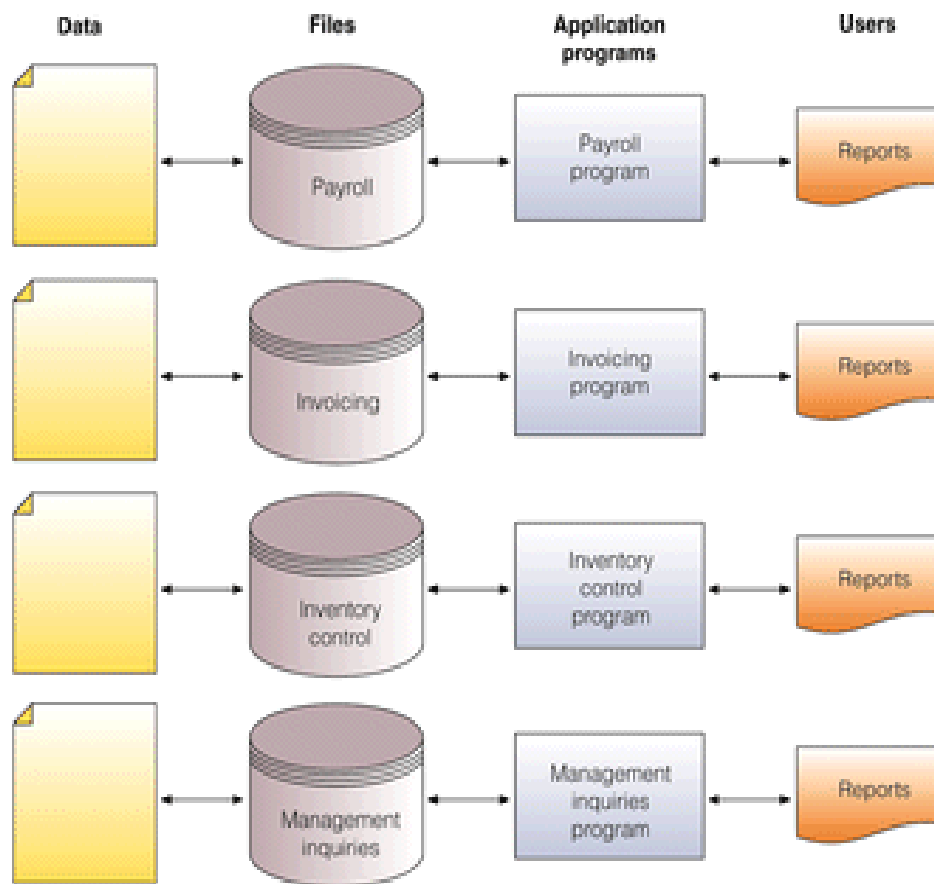 Data
Files
Application
programs
Users
Payroll
Payroll
program
Reports
Invoicing
Invoicing
program
Reports
Inventory
control
Inventory
control
program
Reports
Management
inquiries
Management
inquiries
program
Reports